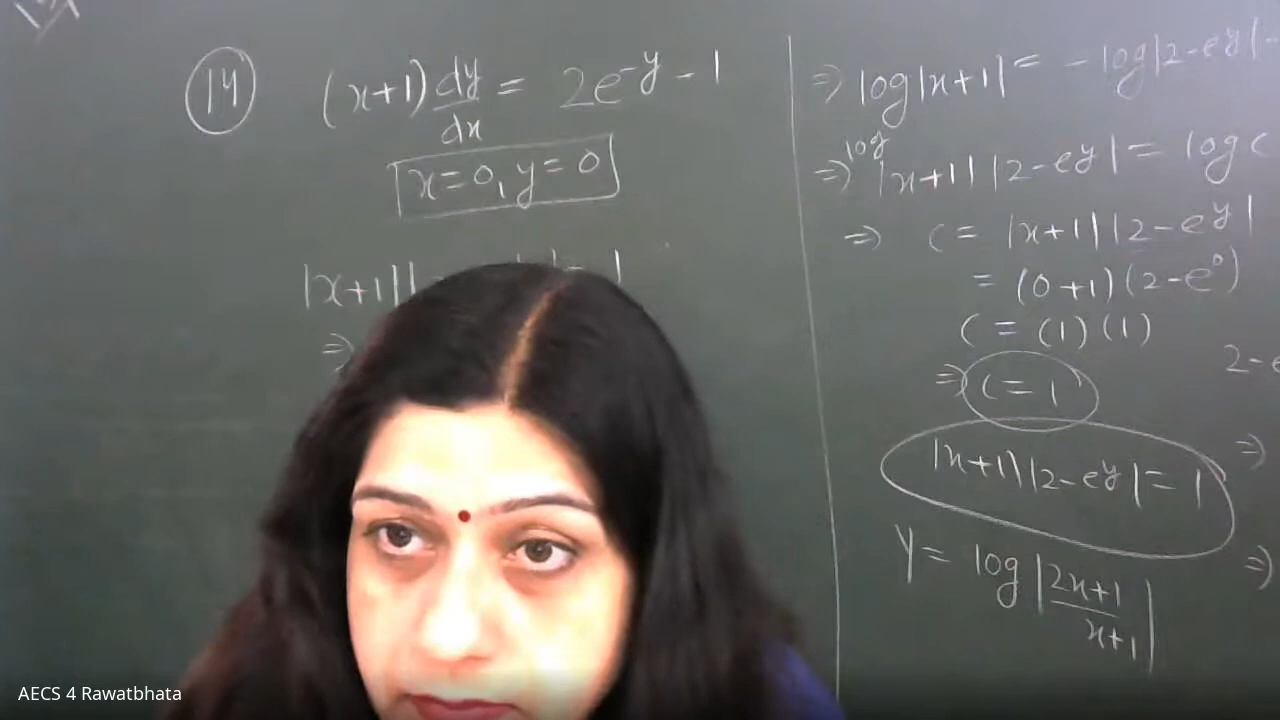 14 (x+1) dy/dx = 2e^-y - 1
x=0, y=0
|x+1||
⇒
⇒ log|x+1| = - log|2-e^y|
⇒ log |x+1| |2-e^y| = log c
⇒ c = |x+1| |2-e^y|
= (0+1)(2-e^0)
c = (1)(1)
⇒ c = 1
|x+1| |2-e^y| = 1
y = log |2x+1/x+1|
2-e
⇒
⇒
AECS 4 Rawatbhata